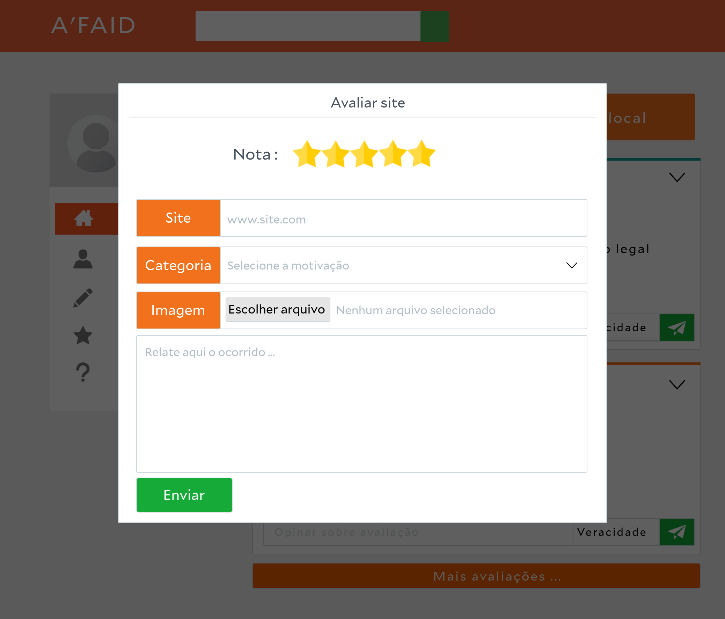 A'FAID
Avaliar site
local
Nota :
Site
www.site.com
legal
Categoria
Selecione a motivação
Imagem
Escolher arquivo
Nenhum arquivo selecionado
Relate aqui o ocorrido ...
Enviar
Opinar sobre avaliação
Veracidade
Mais avaliações ...